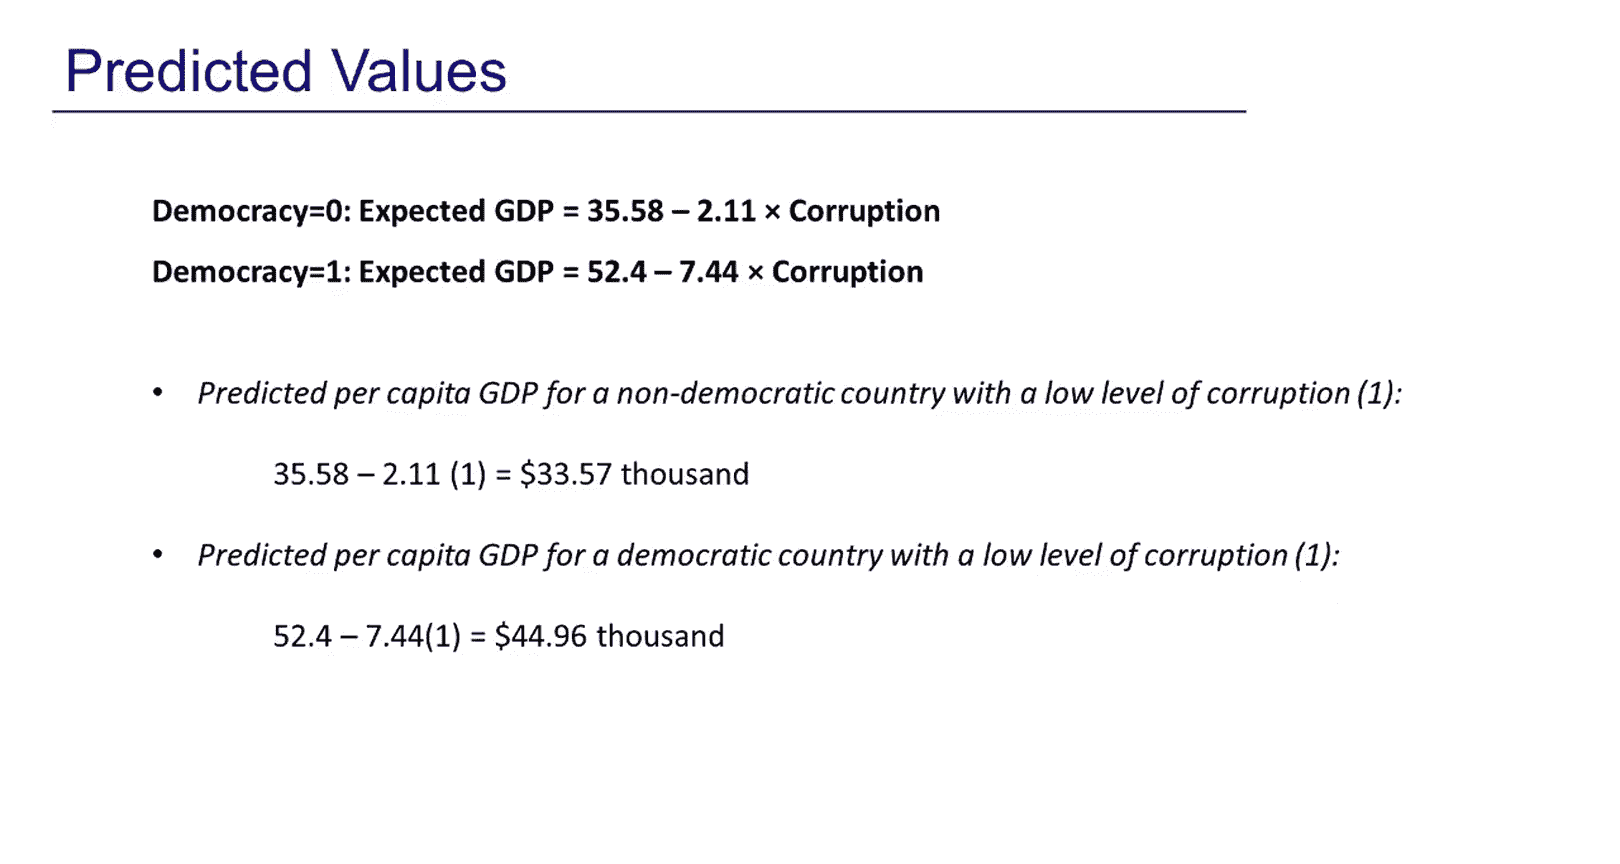 Predicted Values
Democracy=0: Expected GDP = 35.58 – 2.11 × Corruption
Democracy=1: Expected GDP = 52.4 – 7.44 × Corruption
• Predicted per capita GDP for a non-democratic country with a low level of corruption (1):
35.58 – 2.11 (1) = $33.57 thousand
• Predicted per capita GDP for a democratic country with a low level of corruption (1):
52.4 – 7.44(1) = $44.96 thousand